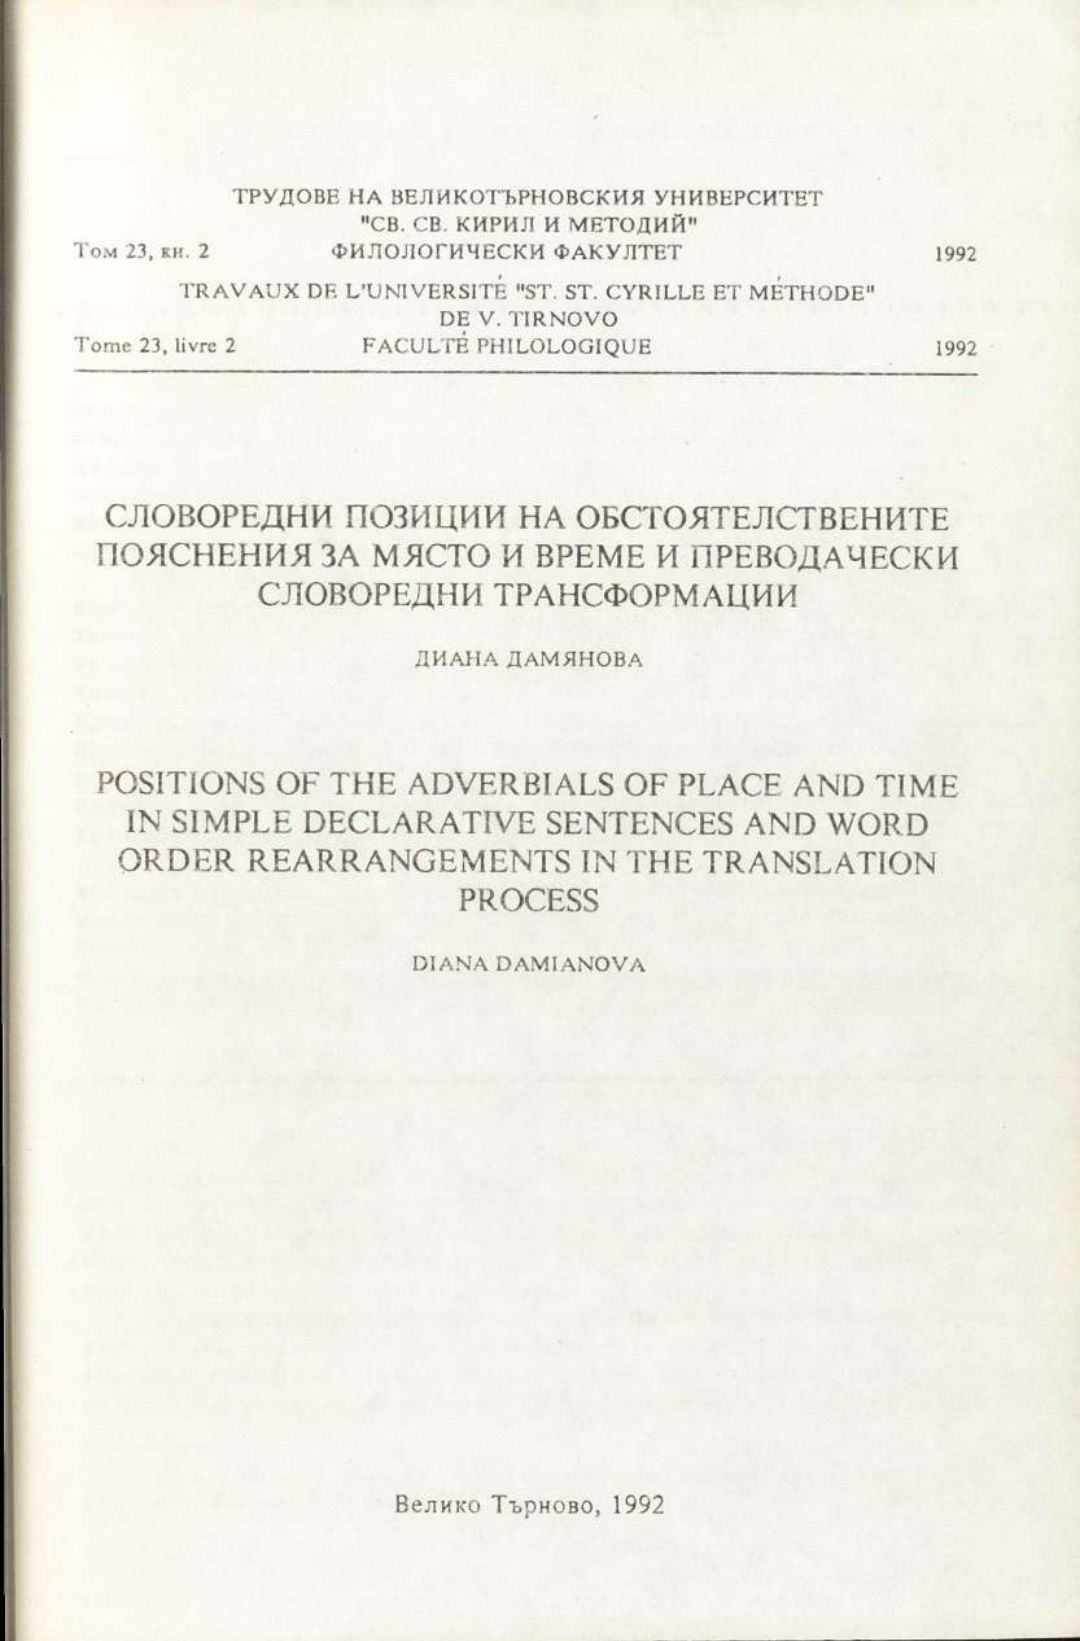 ТРУДОВЕ НА ВЕЛИКОТЪРНОВСКИЯ УНИВЕРСИТЕТ
"СВ. СВ. КИРИЛ И МЕТОДИЙ"
Том 23, кн. 2 ФИЛОЛОГИЧЕСКИ ФАКУЛТЕТ 1992
TRAVAUX DE L'UNIVERSITÉ "ST. ST. CYRILLE ET MÉTHODE"
DE V. TIRNOVO
Tome 23, livre 2 FACULTÉ PHILOLOGIQUE 1992
СЛОВОРЕДНИ ПОЗИЦИИ НА ОБСТОЯТЕЛСТВЕНИТЕ
ПОЯСНЕНИЯ ЗА МЯСТО И ВРЕМЕ И ПРЕВОДАЧЕСКИ
СЛОВОРЕДНИ ТРАНСФОРМАЦИИ
ДИАНА ДАМЯНОВА
POSITIONS OF THE ADVERBIALS OF PLACE AND TIME
IN SIMPLE DECLARATIVE SENTENCES AND WORD
ORDER REARRANGEMENTS IN THE TRANSLATION
PROCESS
DIANA DAMIANOVA
Велико Търново, 1992